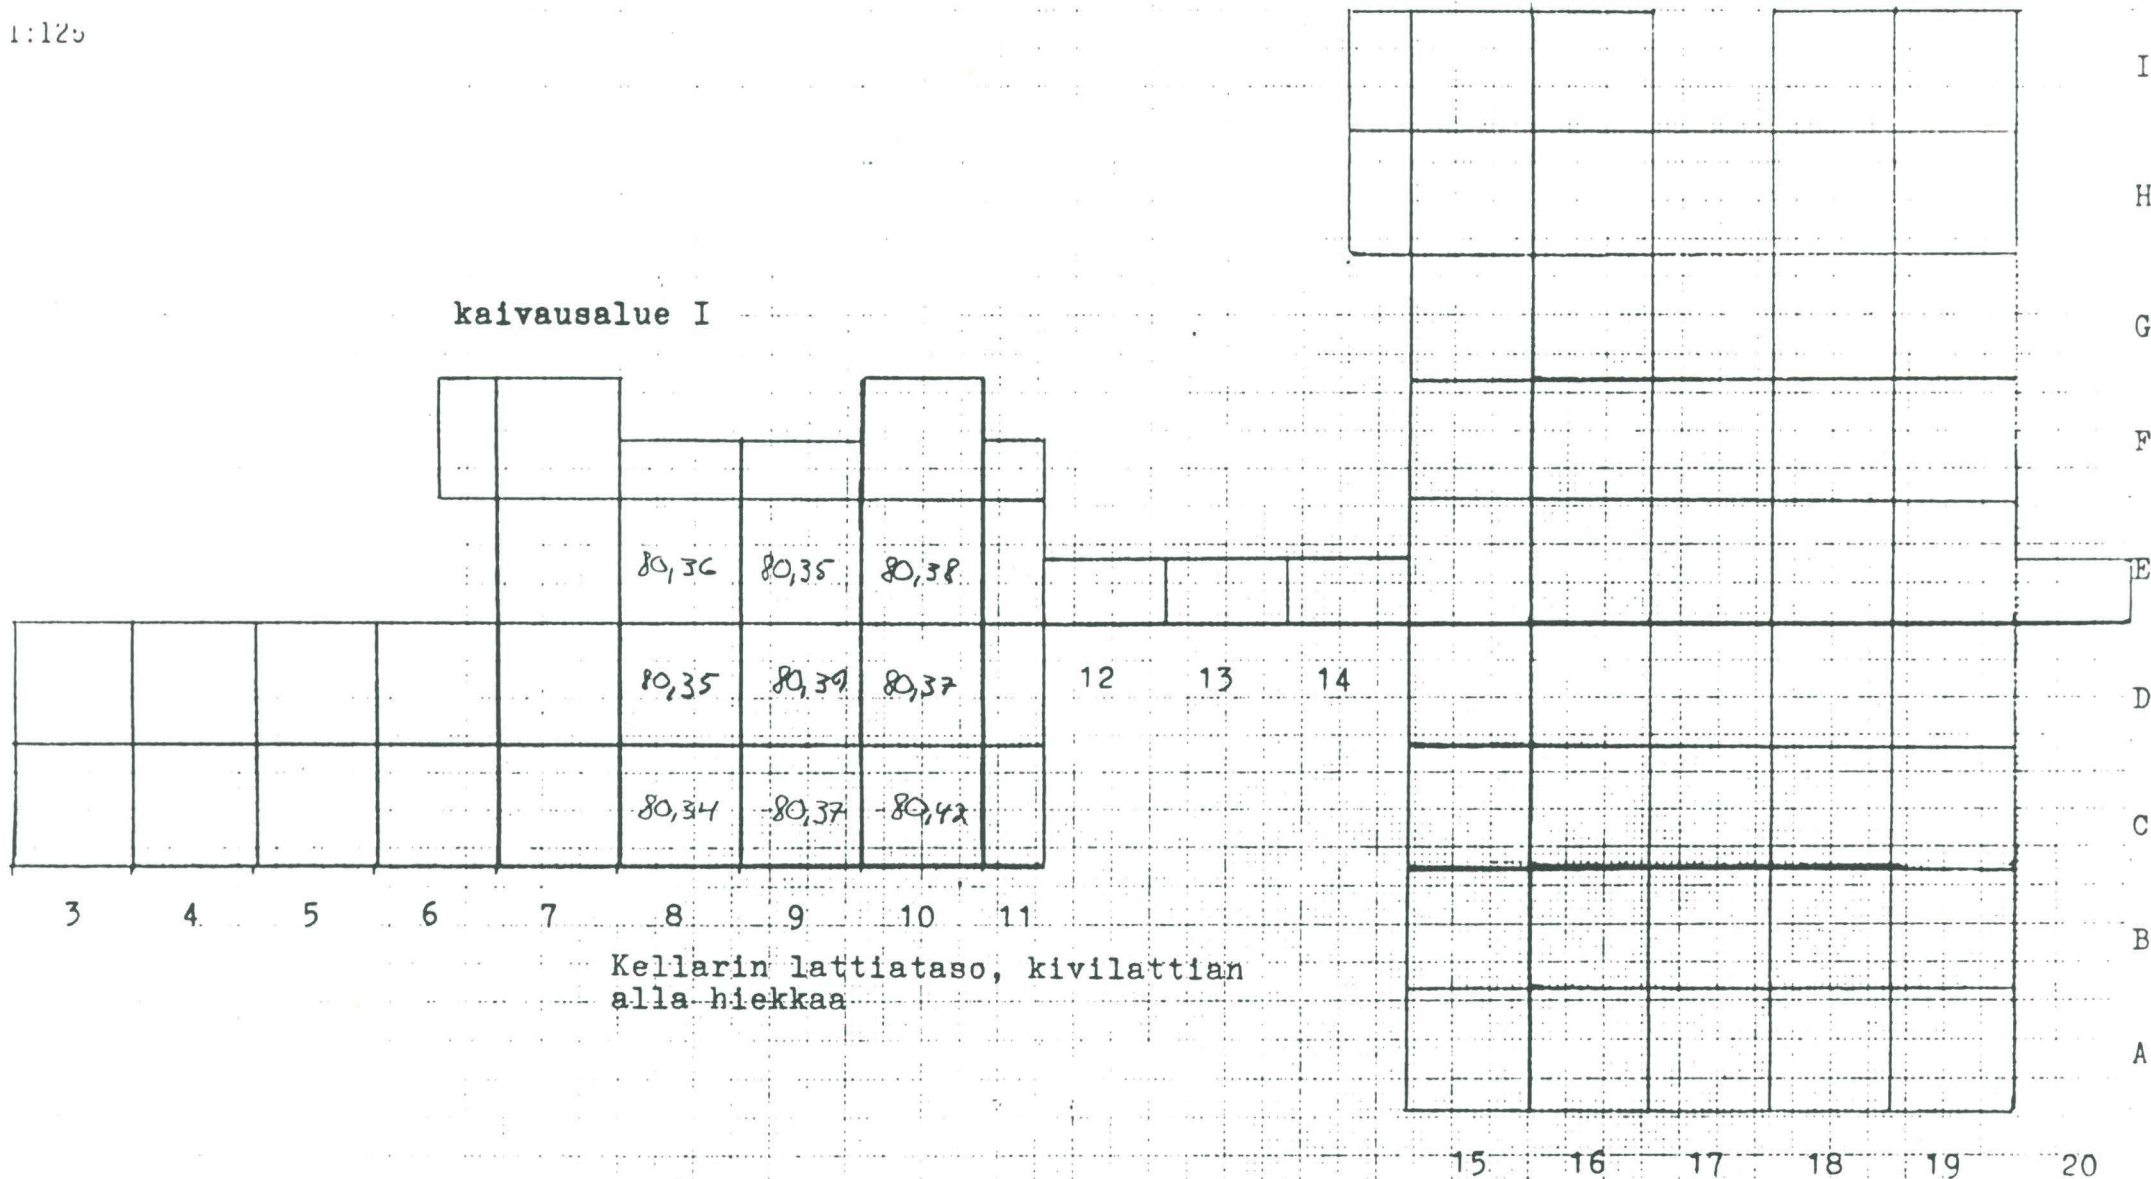 1:125
I
H
kaivausalue I
G
F
80,36 80,35 80,38
E
80,35 80,39 80,37 12 13 14
D
80,34 80,37 80,42
C
3 4 5 6 7 8 9 10 11
B
Kellarin lattiataso, kivilattian
alla hiekkaa
A
15 16 17 18 19 20